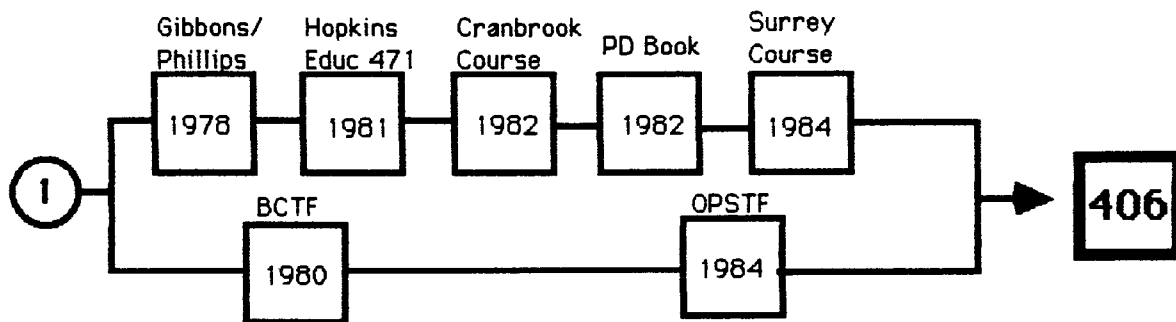 Gibbons/
Phillips
Hopkins
Educ 471
Cranbrook
Course
PD Book
Surrey
Course
1978
1981
1982
1982
1984
1
406
BCTF
OPSTF
1980
1984